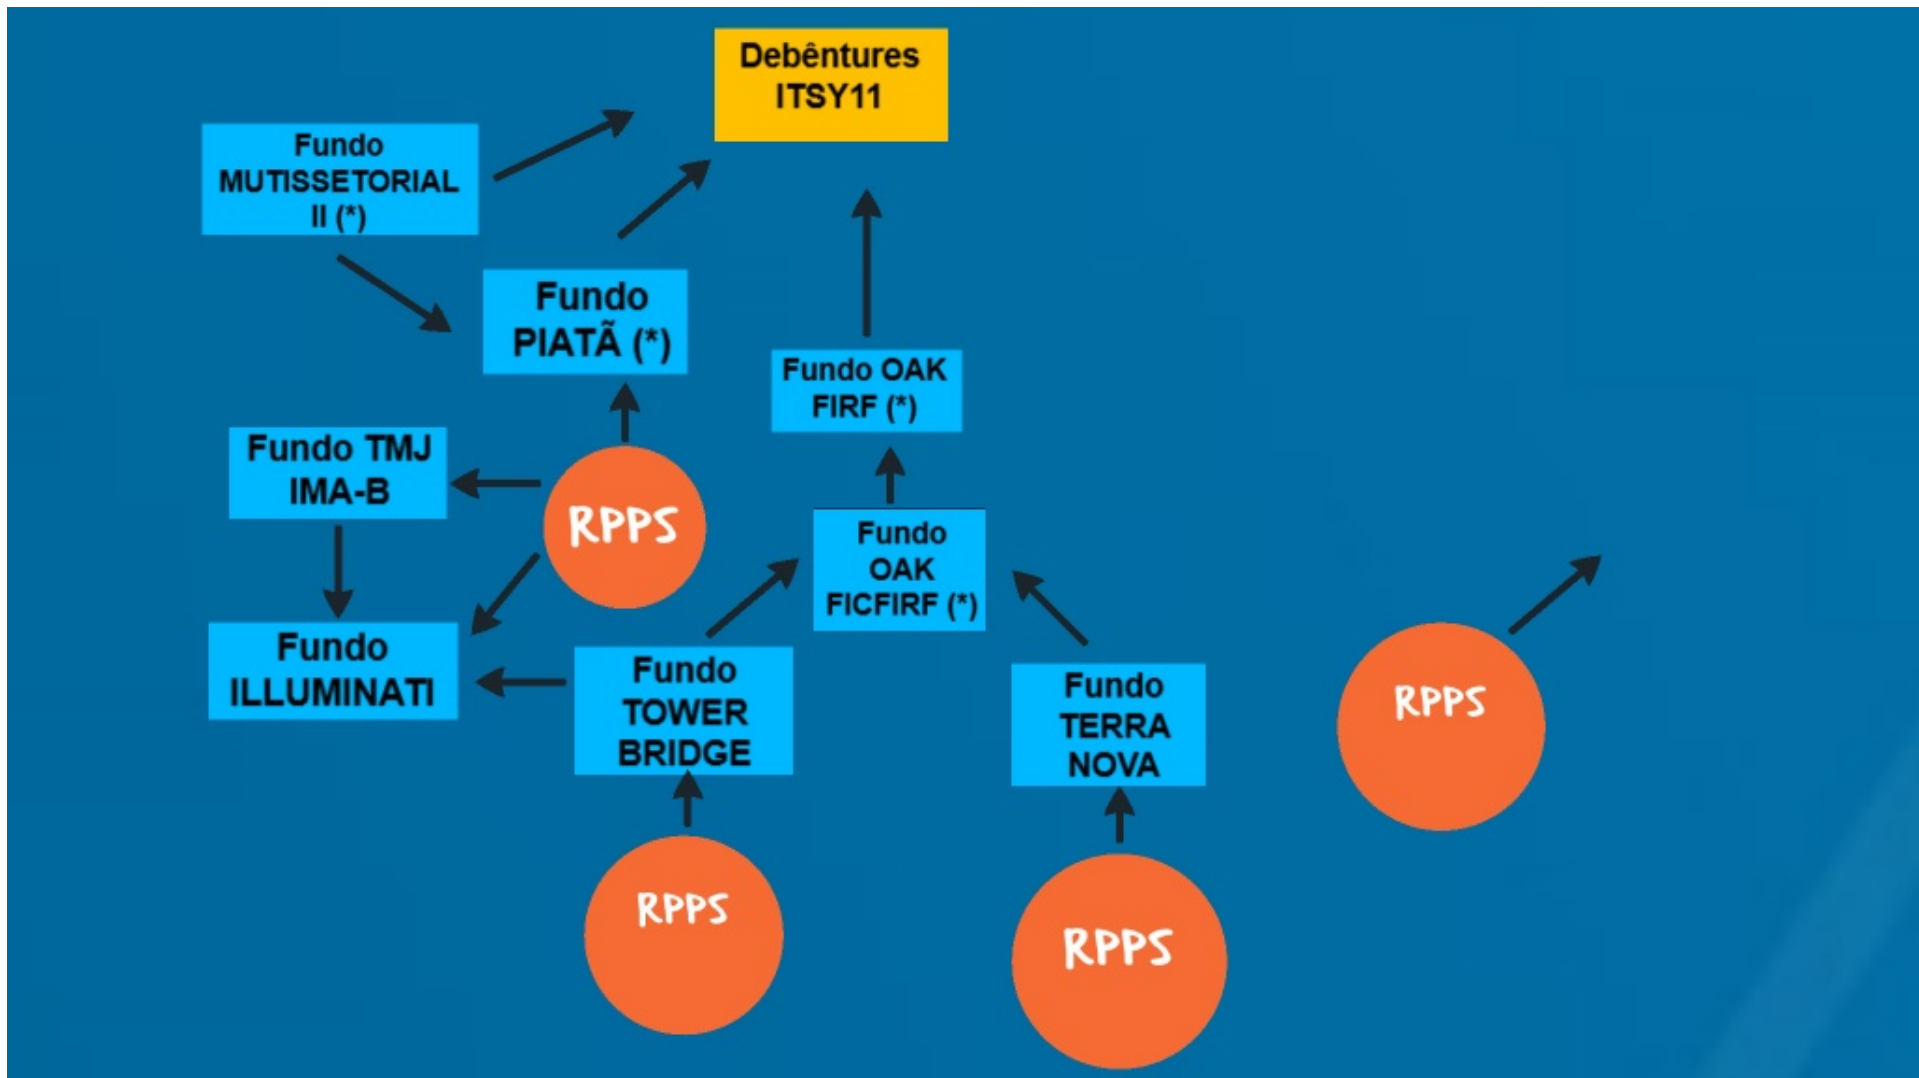 Debêntures
ITSY11
Fundo
MUTISSETORIAL
II (*)
Fundo
PIATÃ (*)
Fundo OAK
FIRF (*)
Fundo TMJ
IMA-B
RPPS
Fundo
OAK
FICFIRF (*)
Fundo
ILLUMINATI
Fundo
TOWER
BRIDGE
Fundo
TERRA
NOVA
RPPS
RPPS
RPPS